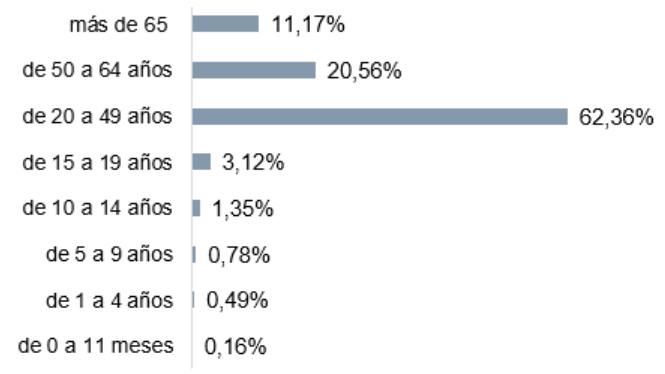 más de 65 11,17%
de 50 a 64 años 20,56%
de 20 a 49 años 62,36%
de 15 a 19 años 3,12%
de 10 a 14 años 1,35%
de 5 a 9 años 0,78%
de 1 a 4 años 0,49%
de 0 a 11 meses 0,16%